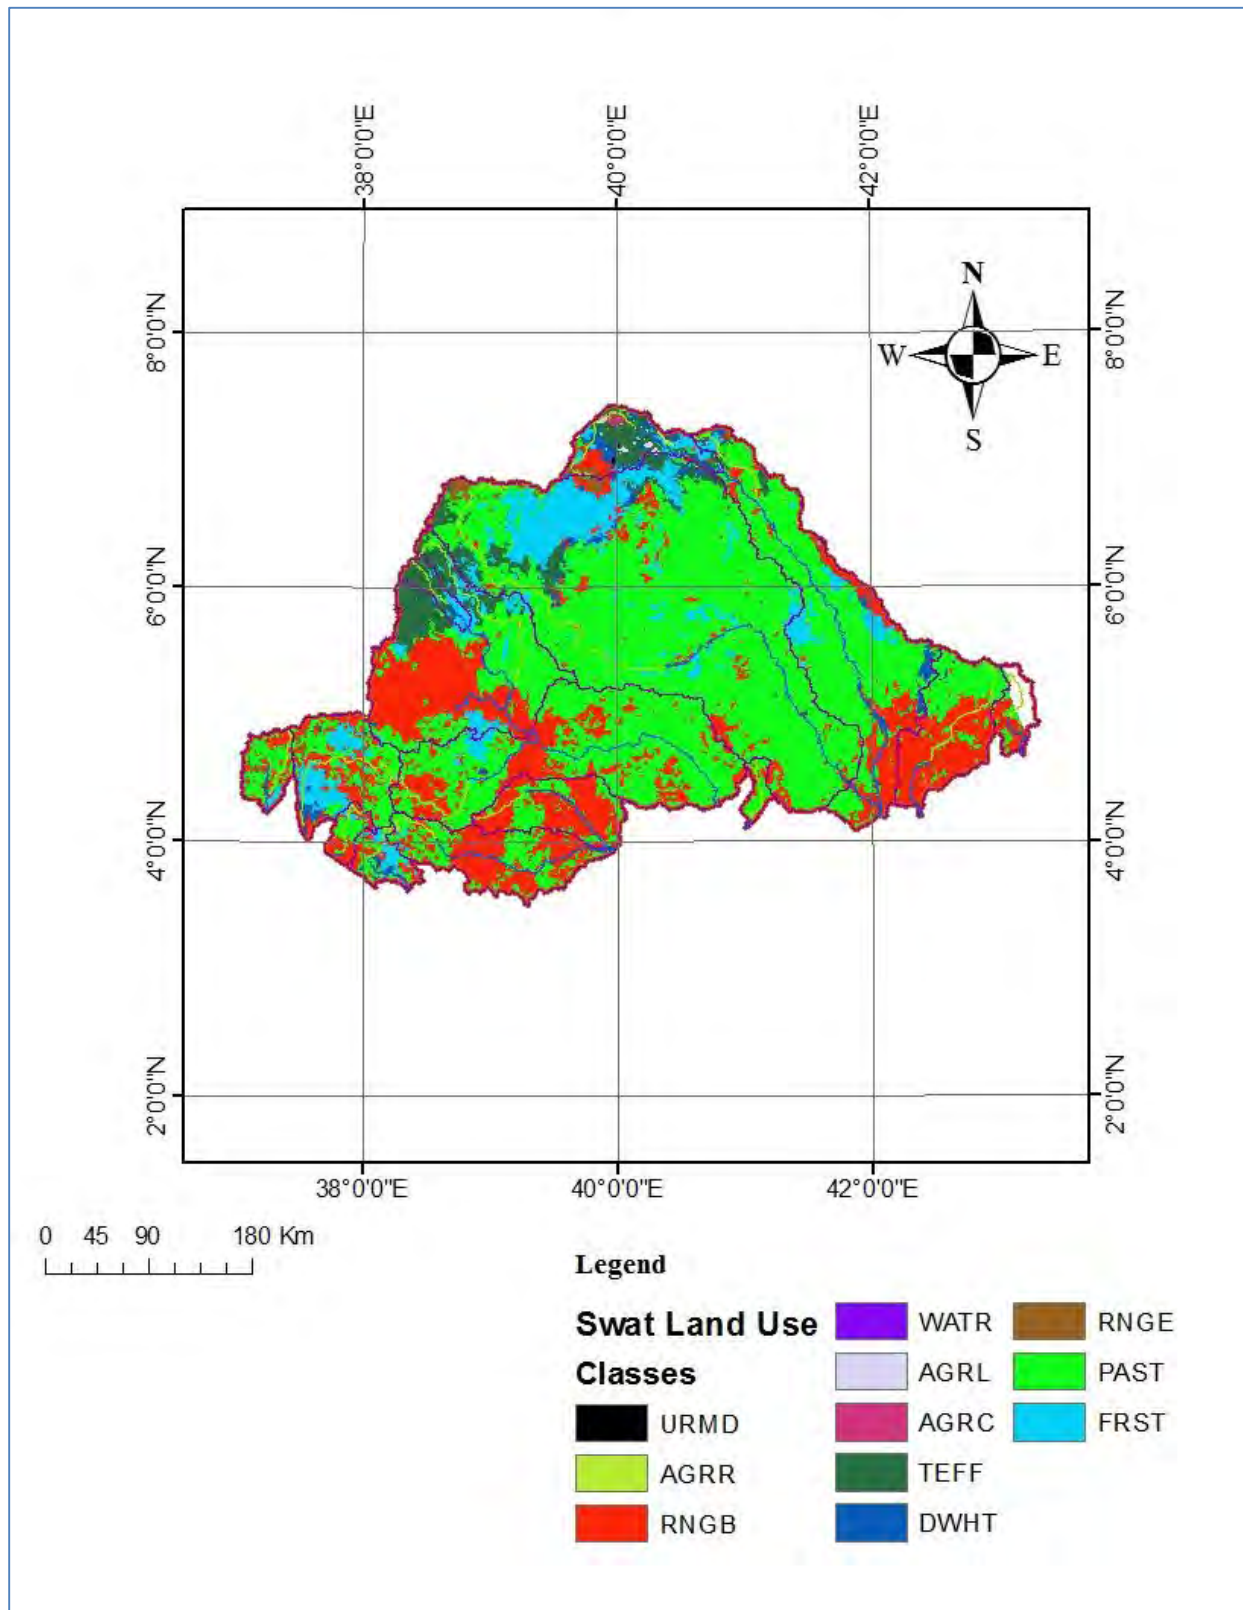 38°0'0"E
40°0'0"E
42°0'0"E
N
W E
S
8°0'0"N
8°0'0"N
6°0'0"N
6°0'0"N
4°0'0"N
4°0'0"N
2°0'0"N
2°0'0"N
38°0'0"E
40°0'0"E
42°0'0"E
0 45 90 180 Km
Legend
Swat Land Use
Classes
URMD
AGRR
RNGB
WATR
AGRL
AGRC
TEFF
DWHT
RNGE
PAST
FRST